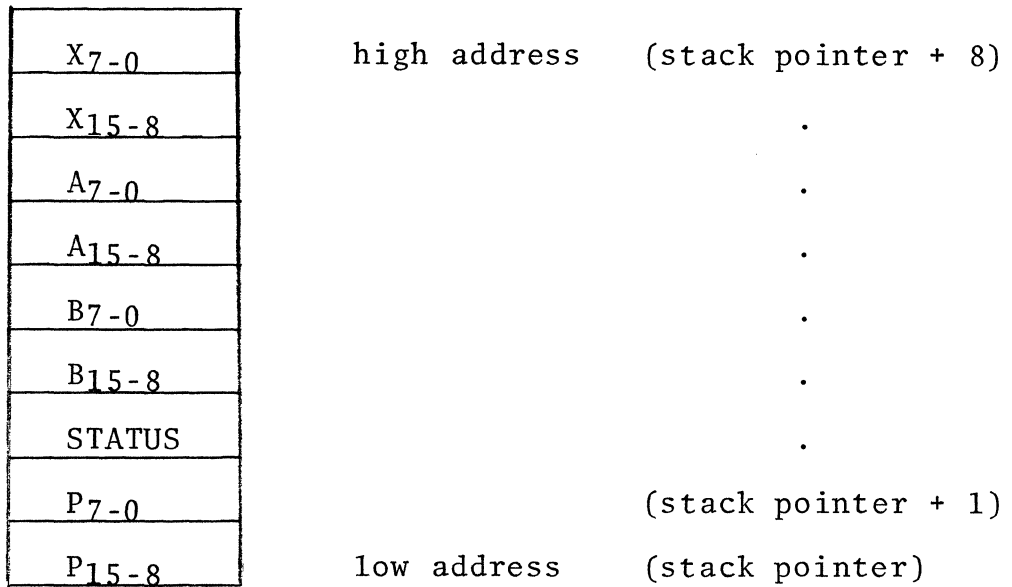 X7-0 high address (stack pointer + 8)
X15-8 .
A7-0 .
A15-8 .
B7-0 .
B15-8 .
STATUS .
P7-0 (stack pointer + 1)
P15-8 low address (stack pointer)